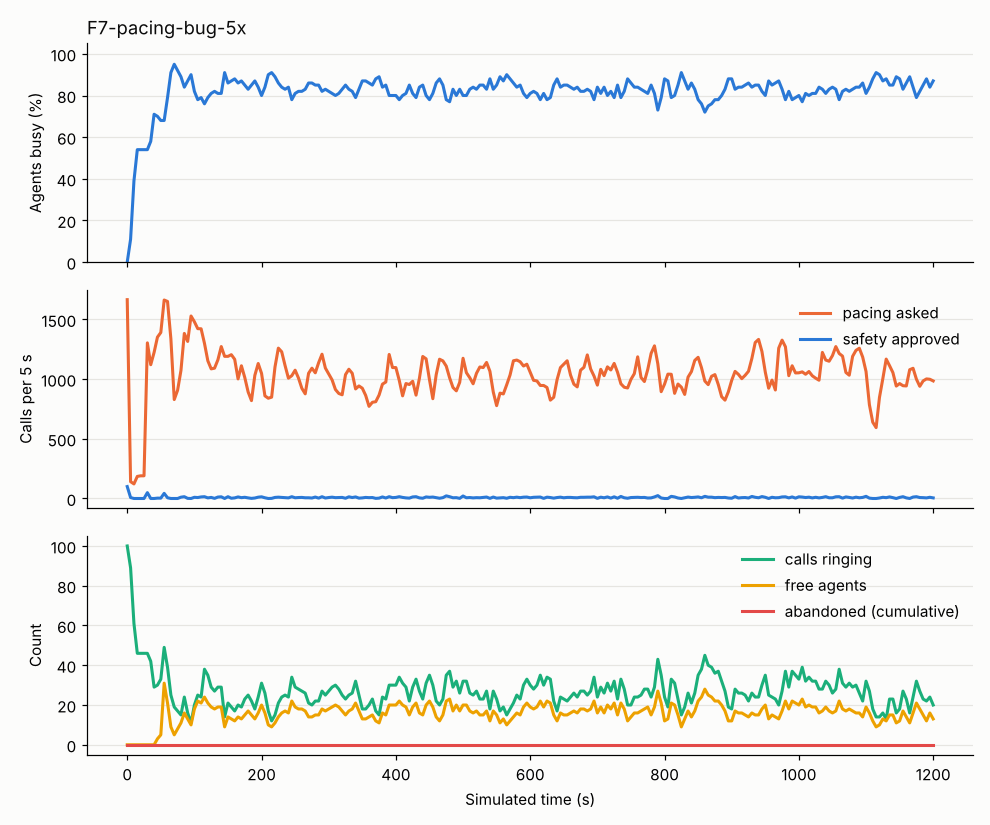 F7-pacing-bug-5x
Agents busy (%)
100
80
60
40
20
0
Calls per 5 s
1500
1000
500
0
pacing asked
safety approved
Count
100
80
60
40
20
0
calls ringing
free agents
abandoned (cumulative)
0 200 400 600 800 1000 1200
Simulated time (s)